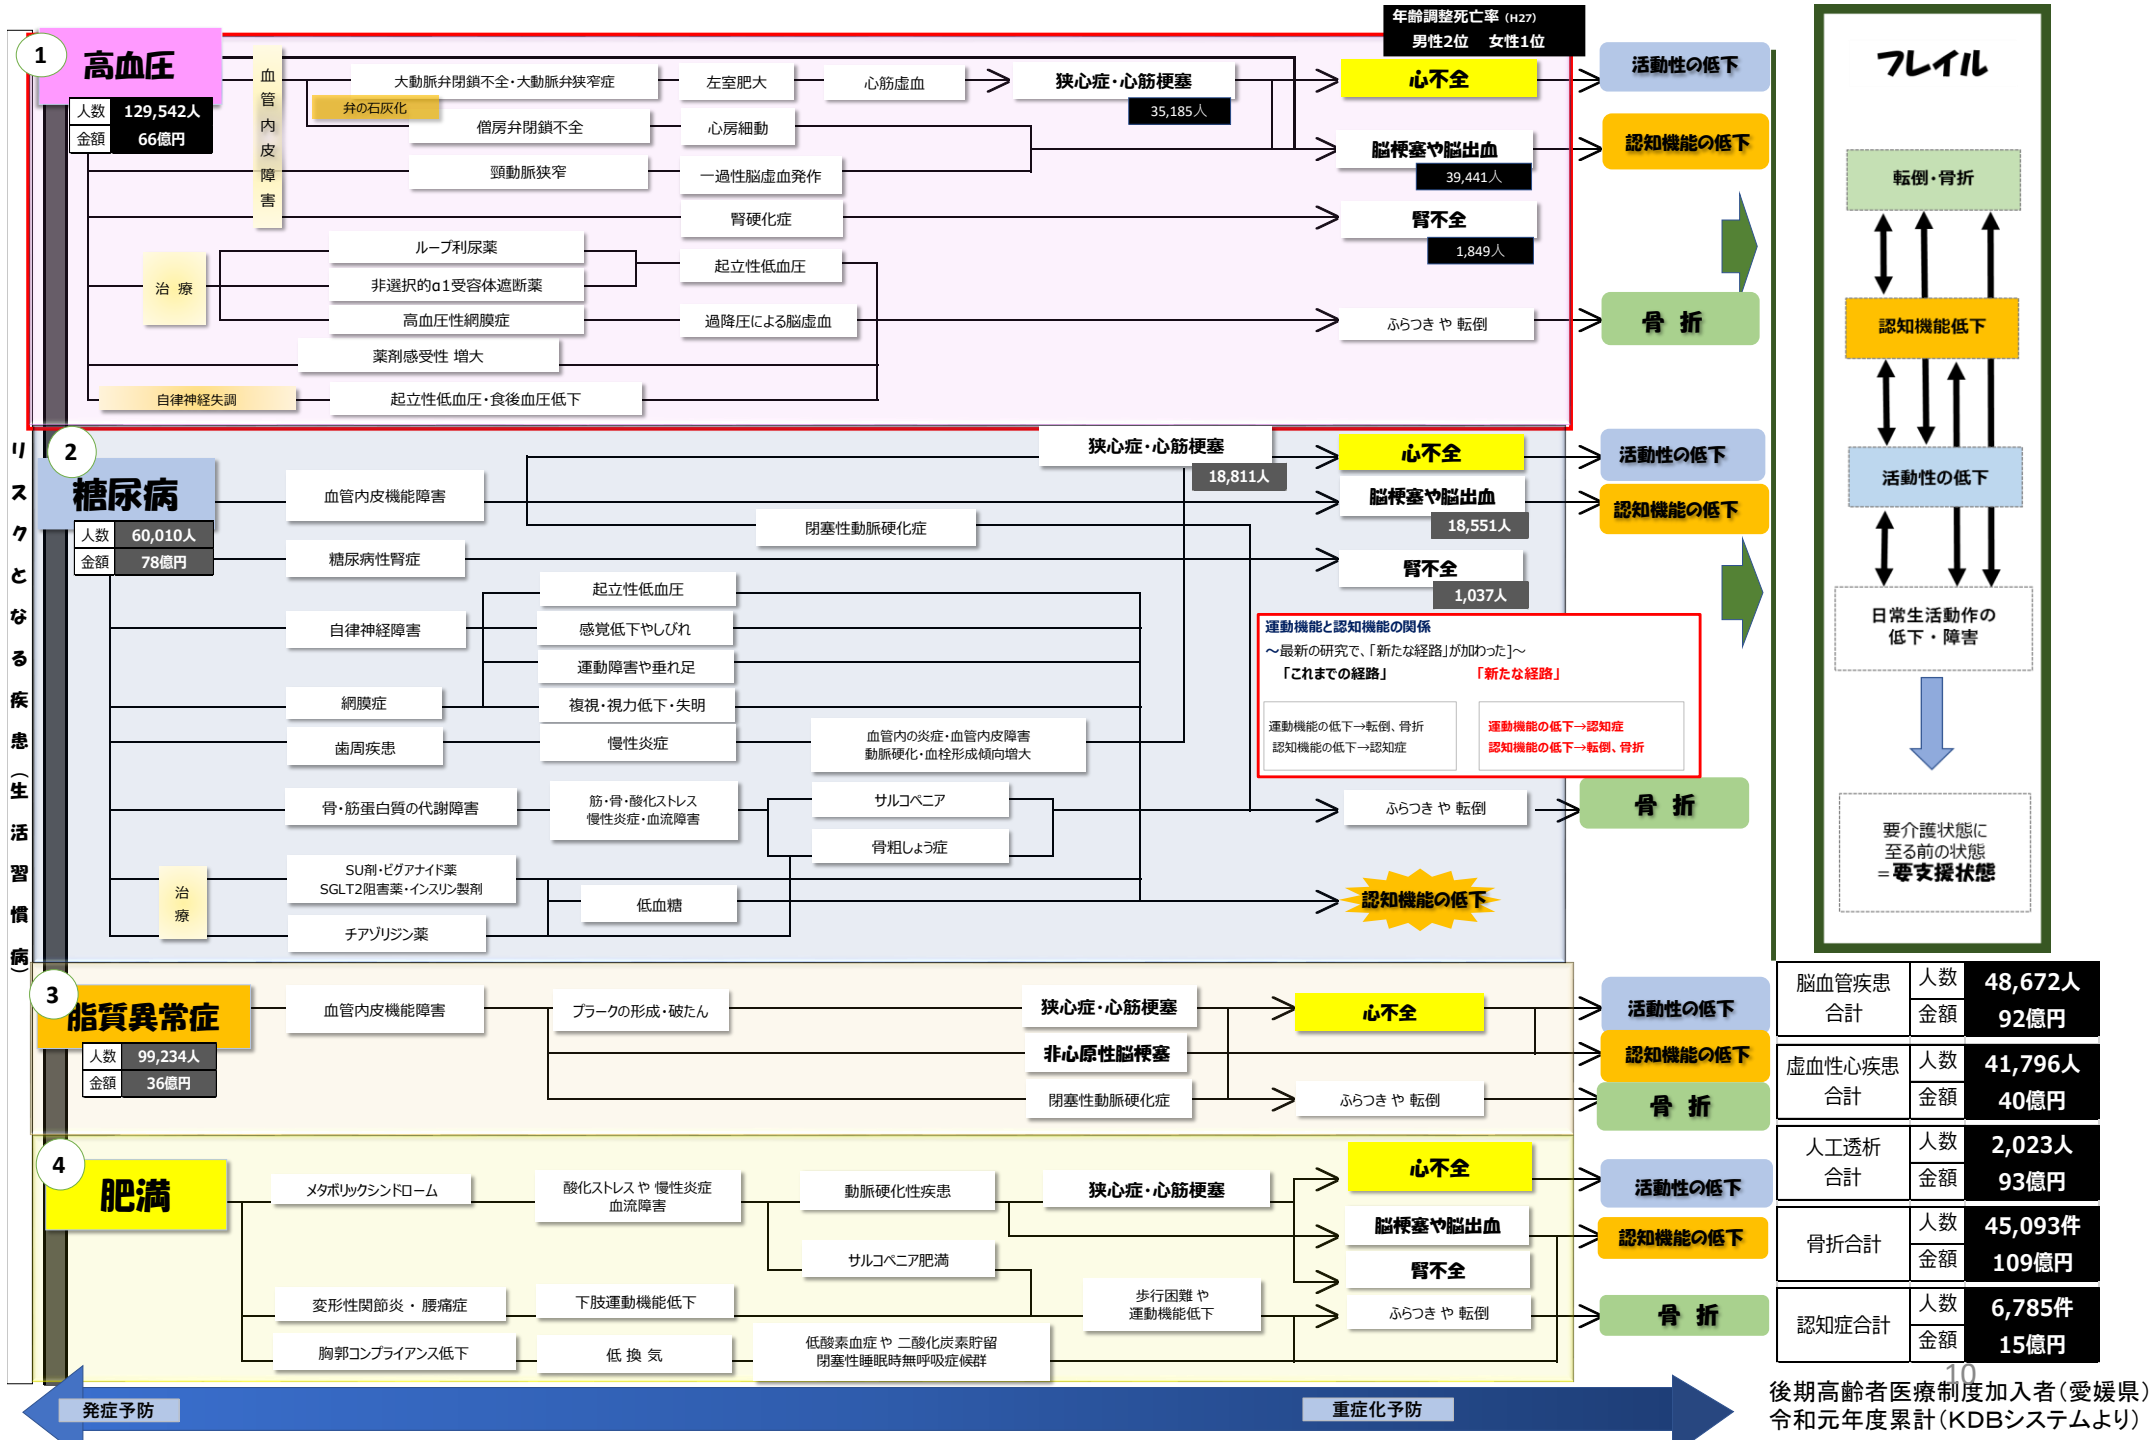 リスクとなる疾患（生活習慣病）
1
高血圧
人数 129,542人
金額 66億円
血管内皮障害
大動脈弁閉鎖不全・大動脈弁狭窄症
左室肥大
心筋虚血
狭心症・心筋梗塞
35,185人
年齢調整死亡率（H27）
男性2位 女性1位
心不全
活動性の低下
弁の石灰化
僧房弁閉鎖不全
心房細動
脳梗塞や脳出血
39,441人
認知機能の低下
頸動脈狭窄
一過性脳虚血発作
腎硬化症
腎不全
1,849人
治療
ループ利尿薬
非選択的α1受容体遮断薬
起立性低血圧
高血圧性網膜症
過降圧による脳虚血
ふらつき や 転倒
骨 折
薬剤感受性 増大
自律神経失調
起立性低血圧・食後血圧低下
2
糖尿病
人数 60,010人
金額 78億円
血管内皮機能障害
狭心症・心筋梗塞
18,811人
心不全
活動性の低下
脳梗塞や脳出血
18,551人
認知機能の低下
閉塞性動脈硬化症
糖尿病性腎症
腎不全
1,037人
自律神経障害
起立性低血圧
感覚低下やしびれ
運動障害や垂れ足
網膜症
複視・視力低下・失明
歯周疾患
慢性炎症
血管内の炎症・血管内皮障害
動脈硬化・血栓形成傾向増大
運動機能と認知機能の関係
～最新の研究で、「新たな経路」が加わった]～
「これまでの経路」 「新たな経路」
運動機能の低下→転倒、骨折
認知機能の低下→認知症
運動機能の低下→認知症
認知機能の低下→転倒、骨折
骨・筋蛋白質の代謝障害
筋・骨・酸化ストレス
慢性炎症・血流障害
サルコペニア
骨粗しょう症
ふらつき や 転倒
骨 折
治療
SU剤・ビグアナイド薬
SGLT2阻害薬・インスリン製剤
低血糖
認知機能の低下
チアゾリジン薬
3
脂質異常症
人数 99,234人
金額 36億円
血管内皮機能障害
プラークの形成・破たん
狭心症・心筋梗塞
心不全
活動性の低下
非心原性脳梗塞
認知機能の低下
閉塞性動脈硬化症
ふらつき や 転倒
骨 折
4
肥満
メタボリックシンドローム
酸化ストレス や 慢性炎症
血流障害
動脈硬化性疾患
狭心症・心筋梗塞
心不全
活動性の低下
脳梗塞や脳出血
認知機能の低下
サルコペニア肥満
腎不全
変形性関節炎 ・ 腰痛症
下肢運動機能低下
歩行困難 や
運動機能低下
ふらつき や 転倒
骨 折
胸郭コンプライアンス低下
低 換 気
低酸素血症 や 二酸化炭素貯留
閉塞性睡眠時無呼吸症候群
発症予防
重症化予防
フレイル
転倒・骨折
認知機能低下
活動性の低下
日常生活動作の
低下・障害
要介護状態に
至る前の状態
＝要支援状態
脳血管疾患
合計
人数 48,672人
金額 92億円
虚血性心疾患
合計
人数 41,796人
金額 40億円
人工透析
合計
人数 2,023人
金額 93億円
骨折合計
人数 45,093件
金額 109億円
認知症合計
人数 6,785件
金額 15億円
10
後期高齢者医療制度加入者（愛媛県）
令和元年度累計（KDBシステムより）